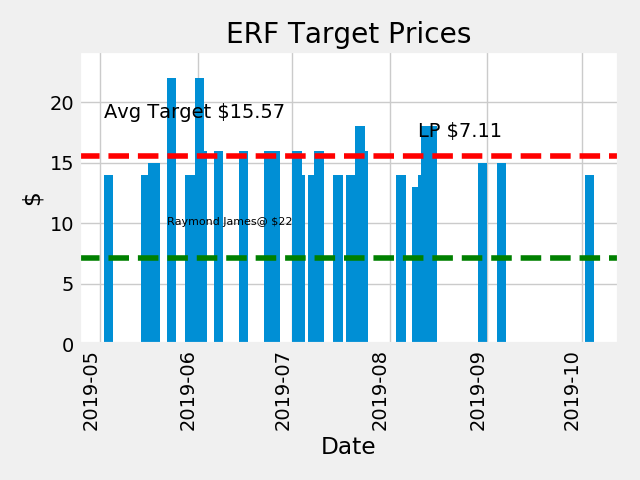 ERF Target Prices
20
15
10
5
0
$
Avg Target $15.57
LP $7.11
Raymond James@ $22
2019-05
2019-06
2019-07
2019-08
2019-09
2019-10
Date